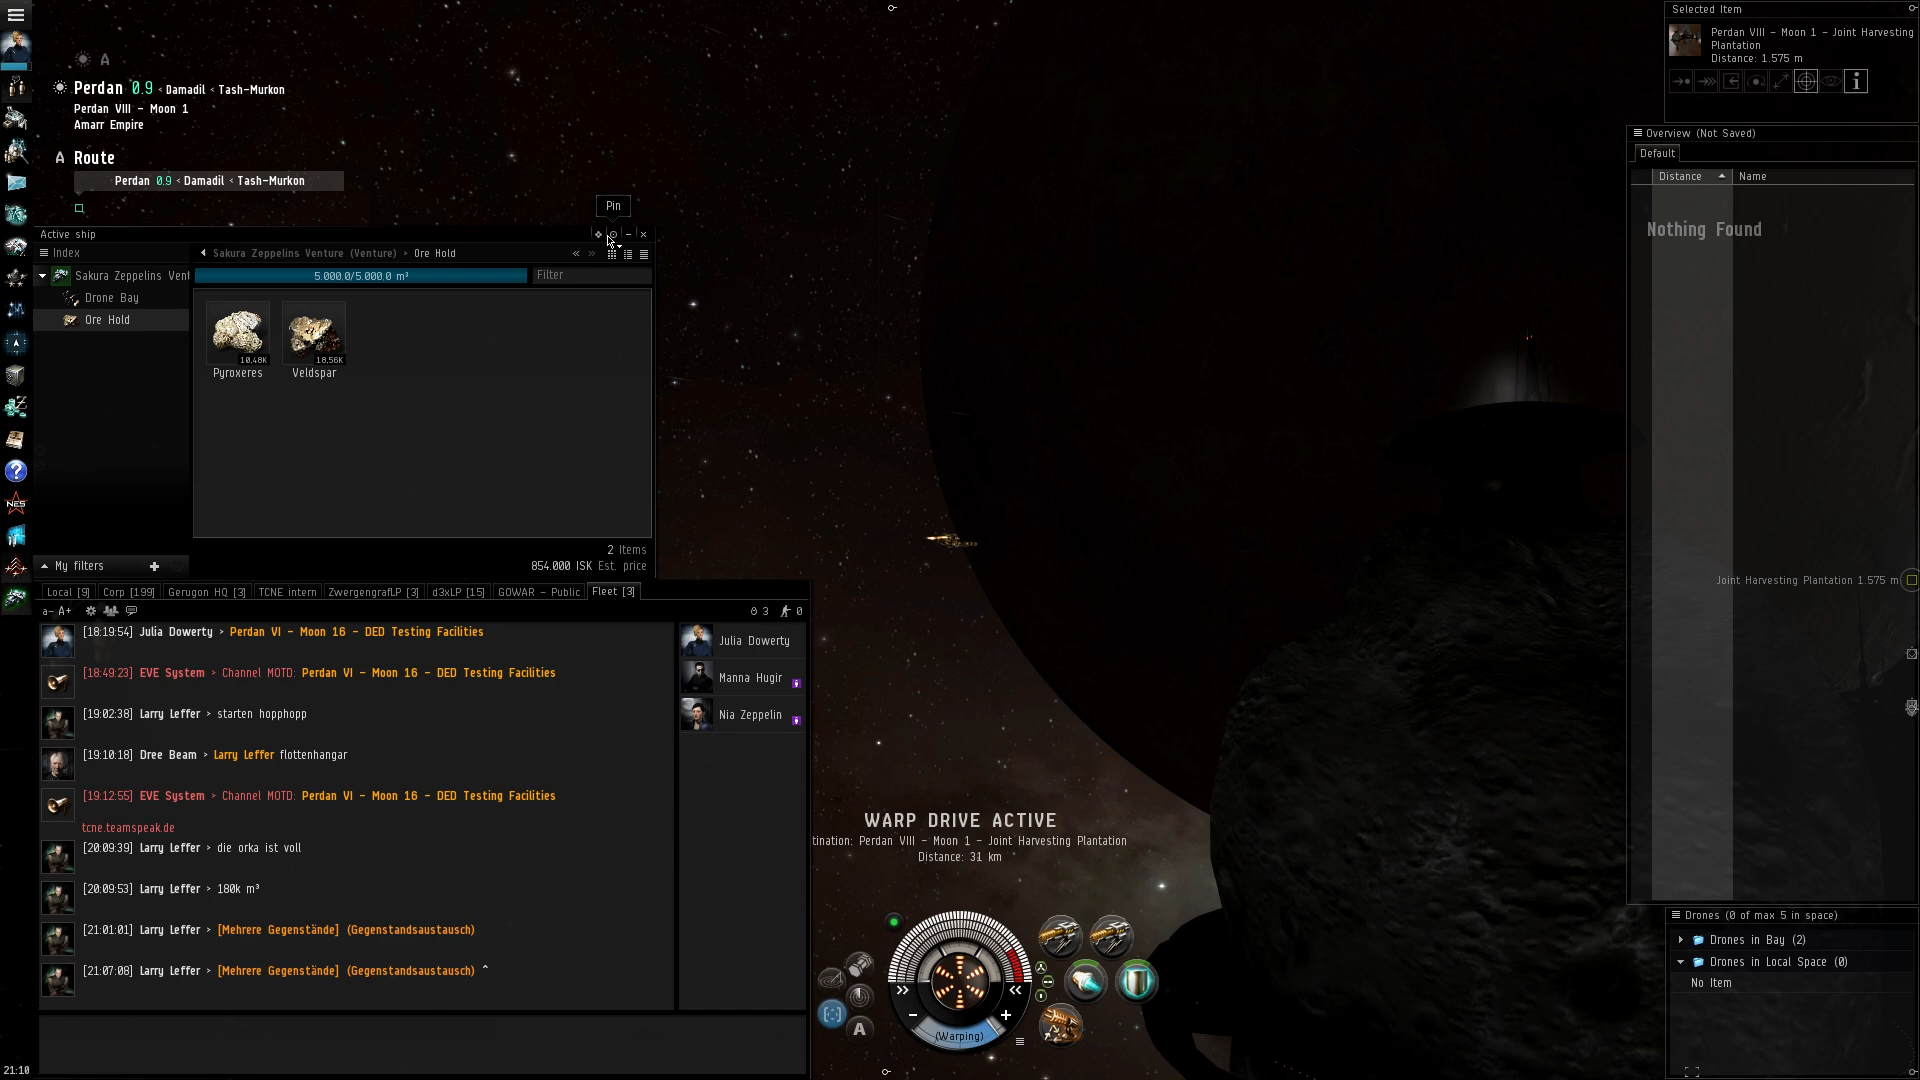 A
Perdan 0.9 < Damadil < Tash-Murkon
Perdan VIII - Moon 1
Amarr Empire
A Route
Perdan 0.9 < Damadil < Tash-Murkon
Pin
Active ship
Index
Sakura Zeppelins Venture (Venture) > Ore Hold
Sakura Zeppelins Vent
5.000,0/5.000,0 m³
Filter
Drone Bay
Ore Hold
10,48K
18,56K
Pyroxeres
Veldspar
2 Items
My filters
854.000 ISK Est. price
Local [9]
Corp [199]
Gerugon HQ [3]
TCNE intern
ZwergengrafLP [3]
d3xLP [15]
GOWAR - Public
Fleet [3]
a- A+
3
0
[18:19:54] Julia Dowerty > Perdan VI - Moon 16 - DED Testing Facilities
[18:49:23] EVE System > Channel MOTD: Perdan VI - Moon 16 - DED Testing Facilities
[19:02:38] Larry Leffer > starten hopphopp
[19:10:18] Dree Beam > Larry Leffer flottenhangar
[19:12:55] EVE System > Channel MOTD: Perdan VI - Moon 16 - DED Testing Facilities
tcne.teamspeak.de
[20:09:39] Larry Leffer > die orka ist voll
[20:09:53] Larry Leffer > 180k m³
[21:01:01] Larry Leffer > [Mehrere Gegenstände] (Gegenstandsaustausch)
[21:07:08] Larry Leffer > [Mehrere Gegenstände] (Gegenstandsaustausch) ^
Julia Dowerty
Manna Hugir
Nia Zeppelin
NES
21:10
WARP DRIVE ACTIVE
tination: Perdan VIII - Moon 1 - Joint Harvesting Plantation
Distance: 31 km
(Warping)
A
Selected Item
Perdan VIII - Moon 1 - Joint Harvesting
Plantation
Distance: 1.575 m
Overview (Not Saved)
Default
Distance
Name
Nothing Found
Joint Harvesting Plantation 1.575 m
Drones (0 of max 5 in space)
Drones in Bay (2)
Drones in Local Space (0)
No Item